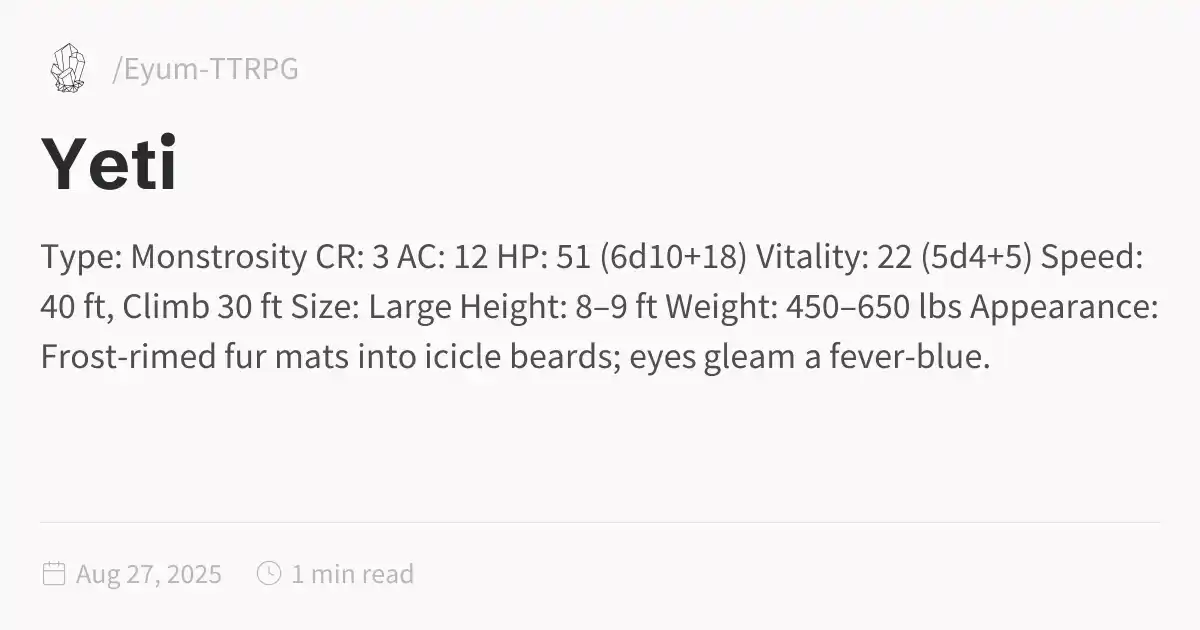 /Eyum-TTRPG
Yeti
Type: Monstrosity CR: 3 AC: 12 HP: 51 (6d10+18) Vitality: 22 (5d4+5) Speed:
40 ft, Climb 30 ft Size: Large Height: 8–9 ft Weight: 450–650 lbs Appearance:
Frost-rimed fur mats into icicle beards; eyes gleam a fever-blue.
Aug 27, 2025 1 min read